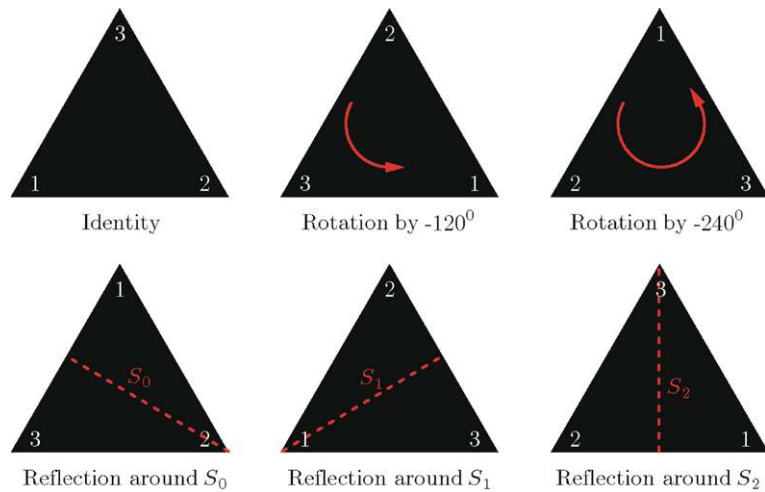 3
1 2
Identity
2
3 1
Rotation by -120⁰
1
2 3
Rotation by -240⁰
1
S₀
3 2
Reflection around S₀
2
S₁
1 3
Reflection around S₁
3
S₂
2 1
Reflection around S₂